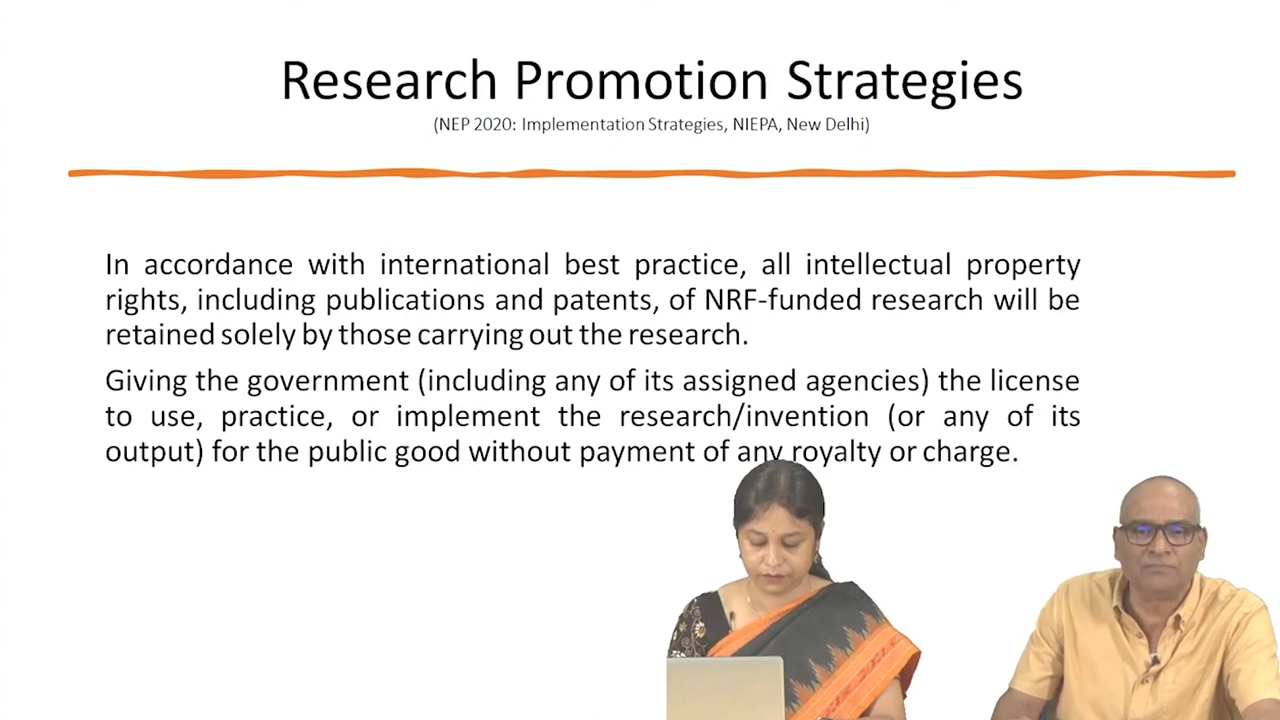 Research Promotion Strategies
(NEP 2020: Implementation Strategies, NIEPA, New Delhi)
In accordance with international best practice, all intellectual property
rights, including publications and patents, of NRF-funded research will be
retained solely by those carrying out the research.
Giving the government (including any of its assigned agencies) the license
to use, practice, or implement the research/invention (or any of its
output) for the public good without payment of any royalty or charge.